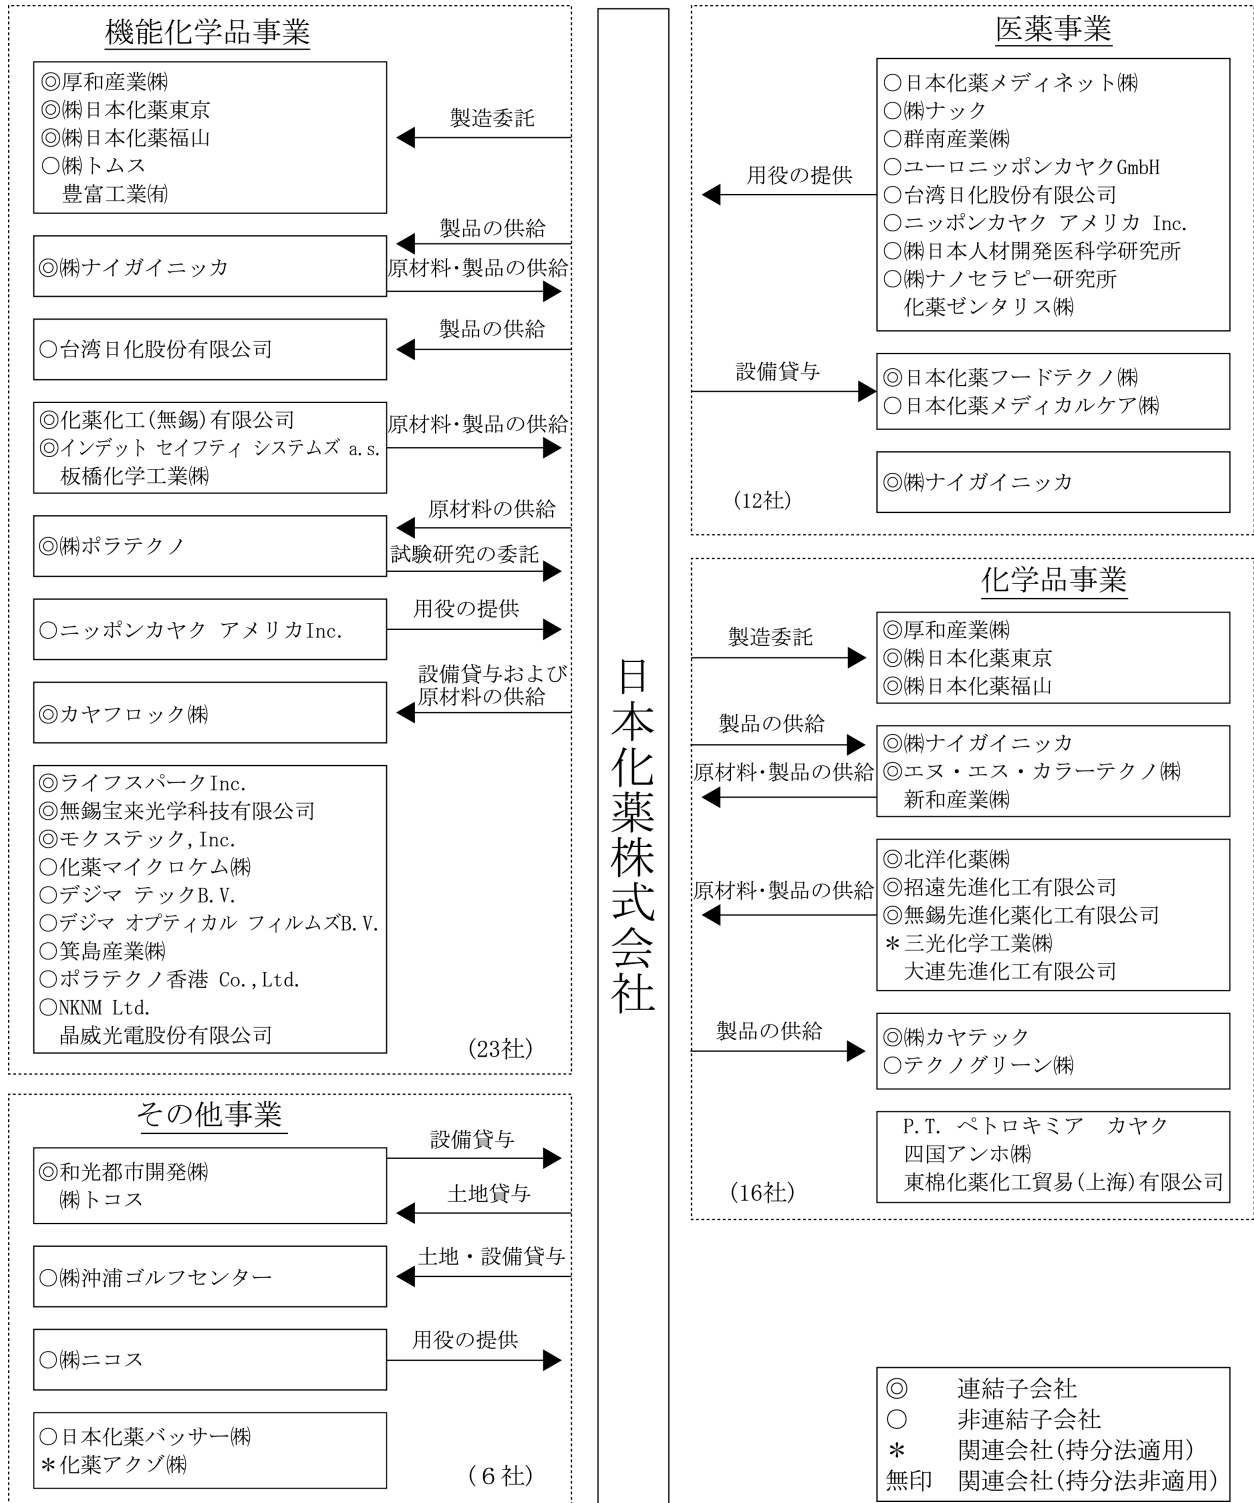 機能化学品事業
◎厚和産業㈱
◎㈱日本化薬東京
◎㈱日本化薬福山
○㈱トムス
豊富工業㈲
製造委託
◎㈱ナイガイニッカ
製品の供給
原材料・製品の供給
○台湾日化股份有限公司
製品の供給
◎化薬化工(無錫)有限公司
◎インデット セイフティ システムズ a.s.
板橋化学工業㈱
原材料・製品の供給
◎㈱ポラテクノ
原材料の供給
試験研究の委託
○ニッポンカヤク アメリカInc.
用役の提供
◎カヤフロック㈱
設備貸与および
原材料の供給
◎ライフスパークInc.
◎無錫宝来光学科技有限公司
◎モクステック,Inc.
○化薬マイクロケム㈱
○デジマ テックB.V.
○デジマ オプティカル フィルムズB.V.
○箕島産業㈱
○ポラテクノ香港 Co.,Ltd.
○NKNM Ltd.
晶威光電股份有限公司
(23社)
その他事業
◎和光都市開発㈱
㈱トコス
設備貸与
土地貸与
○㈱沖浦ゴルフセンター
土地・設備貸与
○㈱ニコス
用役の提供
○日本化薬バッサー㈱
＊化薬アクゾ㈱
(６社)
日本化薬株式会社
医薬事業
○日本化薬メディネット㈱
○㈱ナック
○群南産業㈱
○ユーロニッポンカヤクGmbH
○台湾日化股份有限公司
○ニッポンカヤク アメリカ Inc.
○㈱日本人材開発医科学研究所
○㈱ナノセラピー研究所
化薬ゼンタリス㈱
用役の提供
設備貸与
◎日本化薬フードテクノ㈱
○日本化薬メディカルケア㈱
◎㈱ナイガイニッカ
(12社)
化学品事業
製造委託
◎厚和産業㈱
◎㈱日本化薬東京
◎㈱日本化薬福山
製品の供給
原材料・製品の供給
◎㈱ナイガイニッカ
◎エヌ・エス・カラーテクノ㈱
新和産業㈱
原材料・製品の供給
◎北洋化薬㈱
◎招遠先進化工有限公司
◎無錫先進化薬化工有限公司
＊三光化学工業㈱
大連先進化工有限公司
製品の供給
◎㈱カヤテック
○テクノグリーン㈱
P.T. ペトロキミア　カヤク
四国アンホ㈱
東棉化薬化工貿易(上海)有限公司
(16社)
◎　連結子会社
○　非連結子会社
＊　関連会社(持分法適用)
無印　関連会社(持分法非適用)